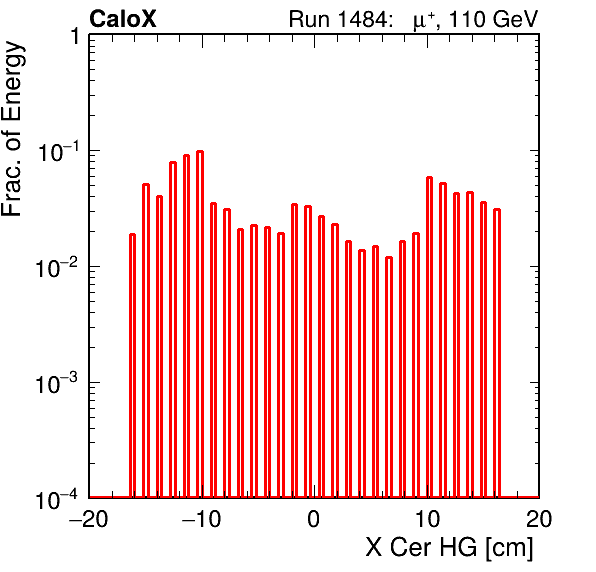 CaloX Run 1484: μ⁺, 110 GeV
Frac. of Energy
1
10⁻¹
10⁻²
10⁻³
10⁻⁴
−20 −10 0 10 20
X Cer HG [cm]